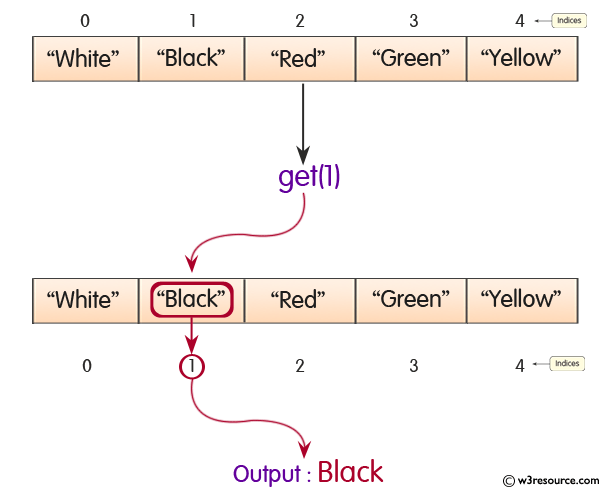 0 1 2 3 4 Indices
“White” “Black” “Red” “Green” “Yellow”
get(1)
“White” “Black” “Red” “Green” “Yellow”
0 1 2 3 4 Indices
Output : Black
© w3resource.com